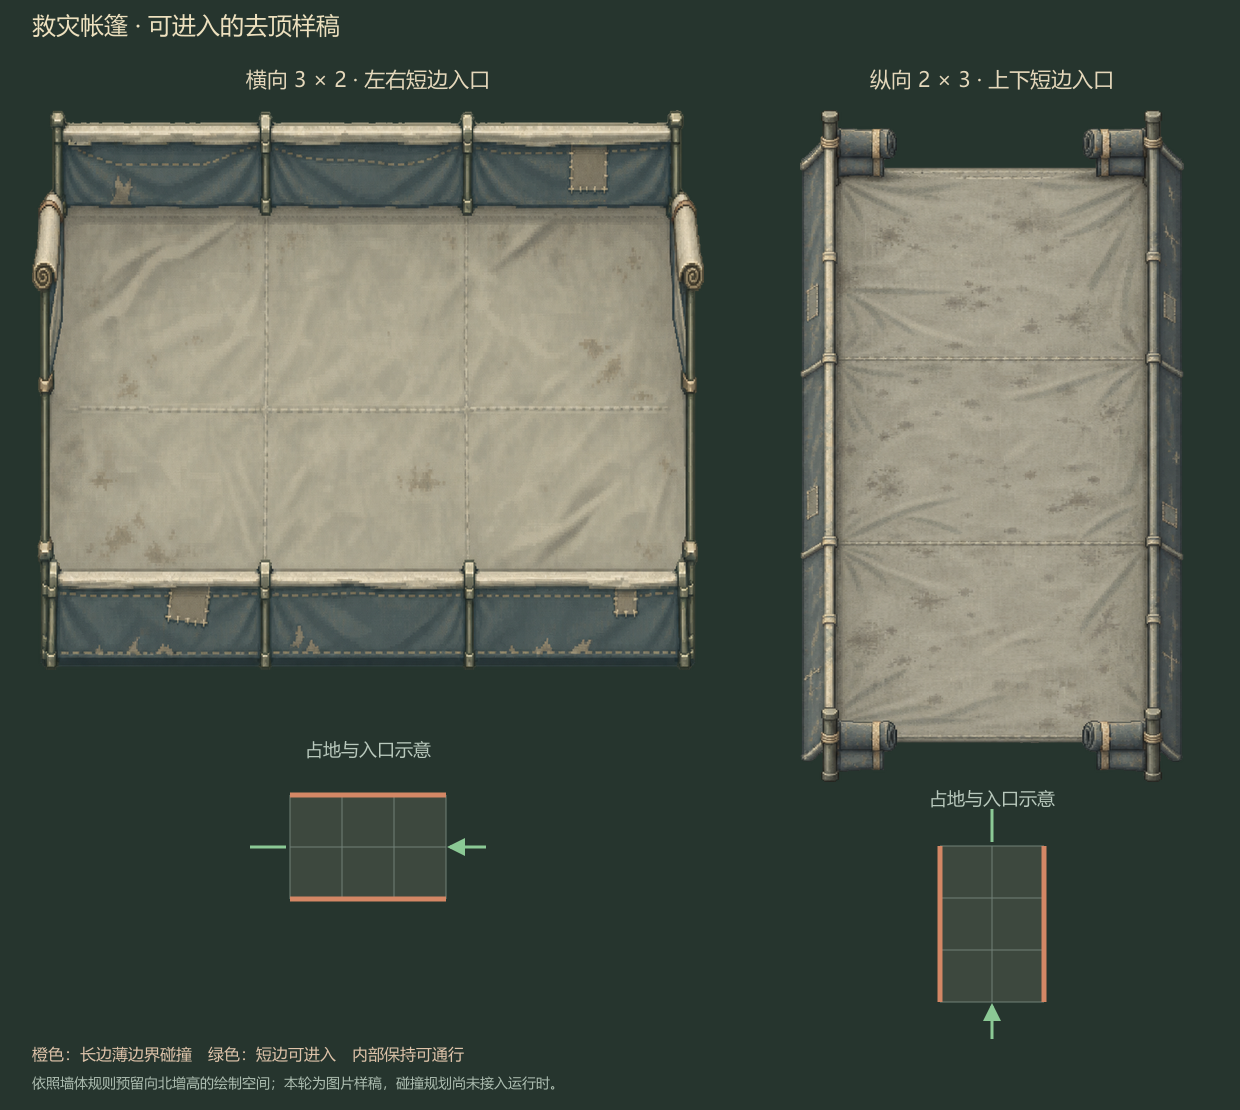 救灾帐篷 · 可进入的去顶样稿
横向 3 × 2 · 左右短边入口
纵向 2 × 3 · 上下短边入口
占地与入口示意
占地与入口示意
橙色：长边薄边界碰撞 绿色：短边可进入 内部保持可通行
依照墙体规则预留向北增高的绘制空间；本轮为图片样稿，碰撞规划尚未接入运行时。